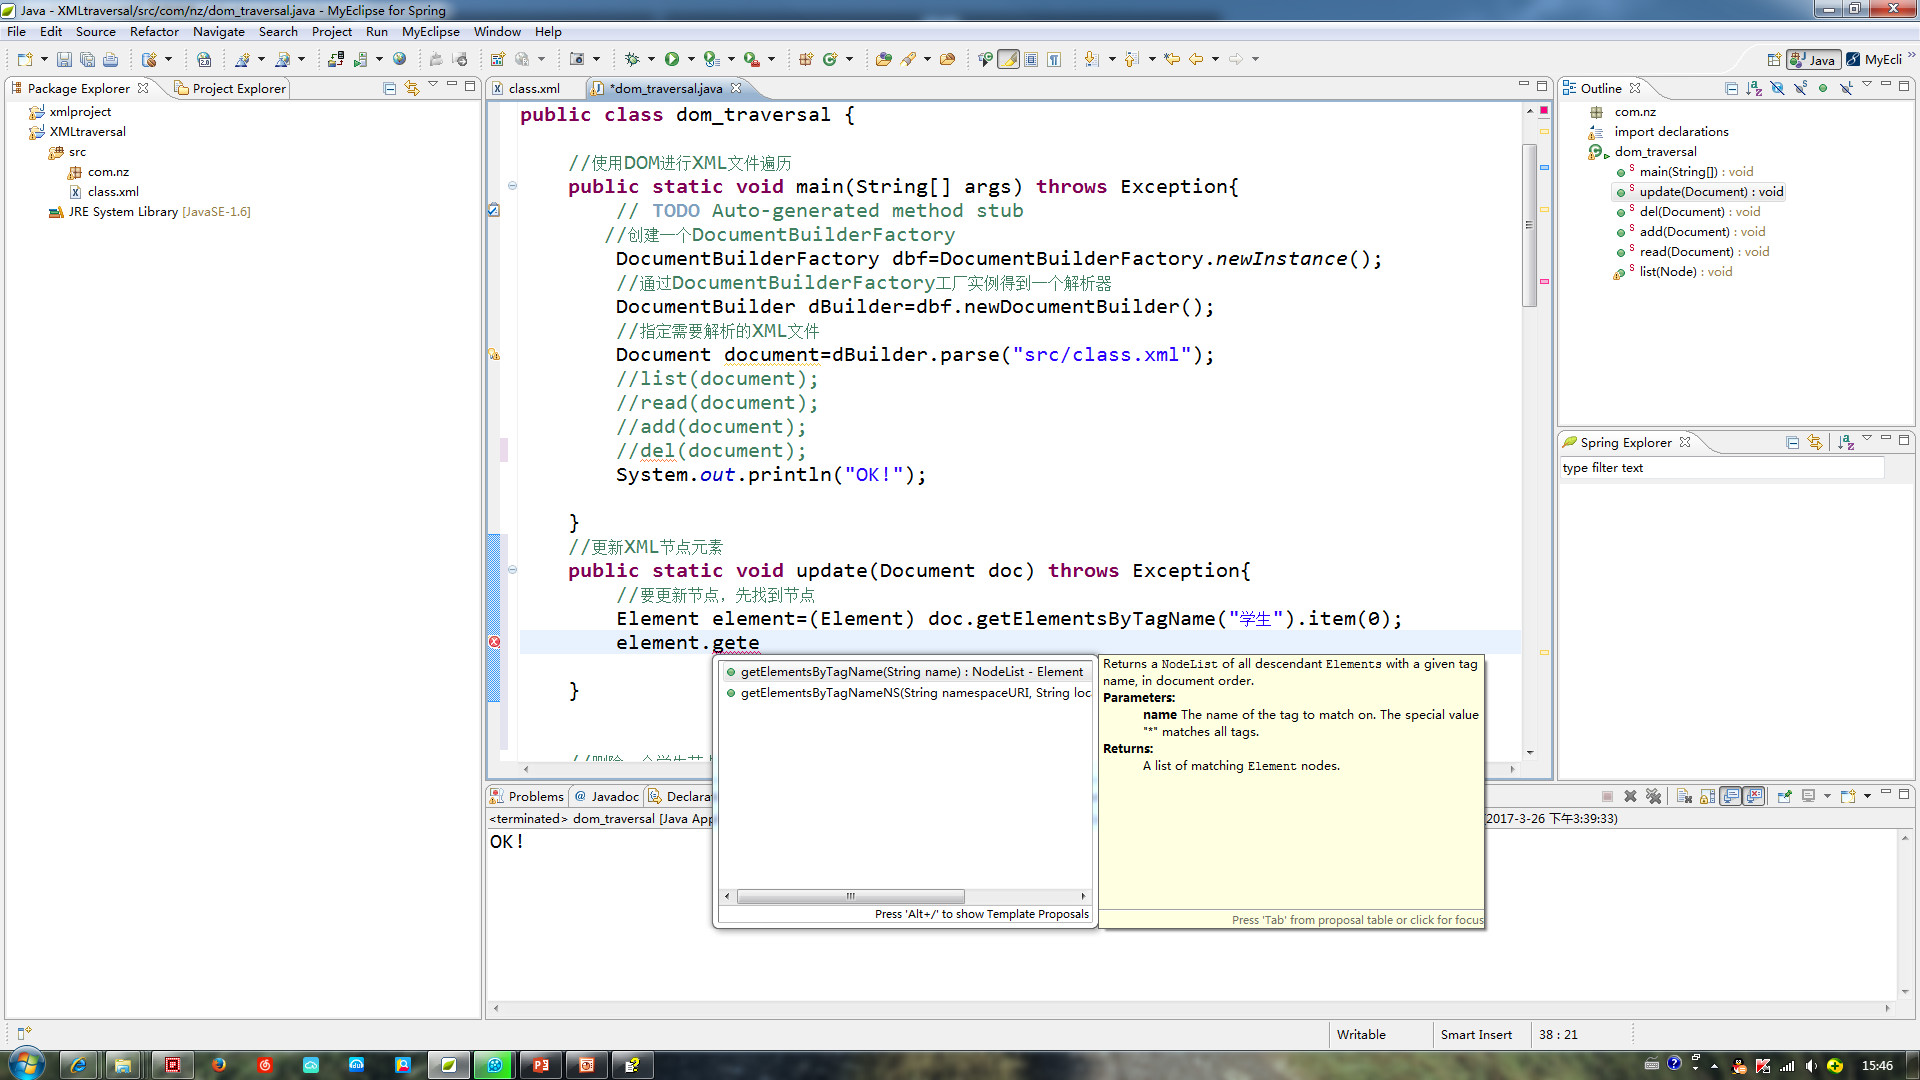 Java - XMLtraversal/src/com/nz/dom_traversal.java - MyEclipse for Spring
File Edit Source Refactor Navigate Search Project Run MyEclipse Window Help
Java
MyEcli
Package Explorer
Project Explorer
xmlproject
XMLtraversal
src
com.nz
class.xml
JRE System Library [JavaSE-1.6]
class.xml
*dom_traversal.java
public class dom_traversal {
//使用DOM进行XML文件遍历
public static void main(String[] args) throws Exception{
// TODO Auto-generated method stub
//创建一个DocumentBuilderFactory
DocumentBuilderFactory dbf=DocumentBuilderFactory.newInstance();
//通过DocumentBuilderFactory工厂实例得到一个解析器
DocumentBuilder dBuilder=dbf.newDocumentBuilder();
//指定需要解析的XML文件
Document document=dBuilder.parse("src/class.xml");
//list(document);
//read(document);
//add(document);
//del(document);
System.out.println("OK!");
}
//更新XML节点元素
public static void update(Document doc) throws Exception{
//要更新节点，先找到节点
Element element=(Element) doc.getElementsByTagName("学生").item(0);
element.gete
}
getElementsByTagName(String name) : NodeList - Element
getElementsByTagNameNS(String namespaceURI, String loc
Press 'Alt+/' to show Template Proposals
Returns a NodeList of all descendant Elements with a given tag
name, in document order.
Parameters:
name The name of the tag to match on. The special value
"*" matches all tags.
Returns:
A list of matching Element nodes.
Press 'Tab' from proposal table or click for focus
Outline
com.nz
import declarations
dom_traversal
main(String[]) : void
update(Document) : void
del(Document) : void
add(Document) : void
read(Document) : void
list(Node) : void
Spring Explorer
type filter text
Problems
@ Javadoc
Declara
<terminated> dom_traversal [Java App
2017-3-26 下午3:39:33)
OK!
Writable
Smart Insert
38 : 21
15:46